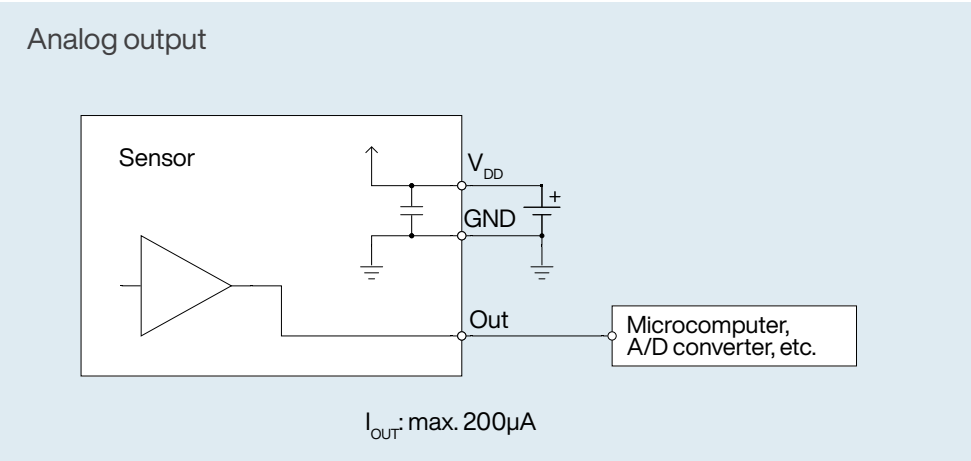 Analog output
Sensor
V_DD
+
GND
Out
Microcomputer,
A/D converter, etc.
I_OUT: max. 200µA